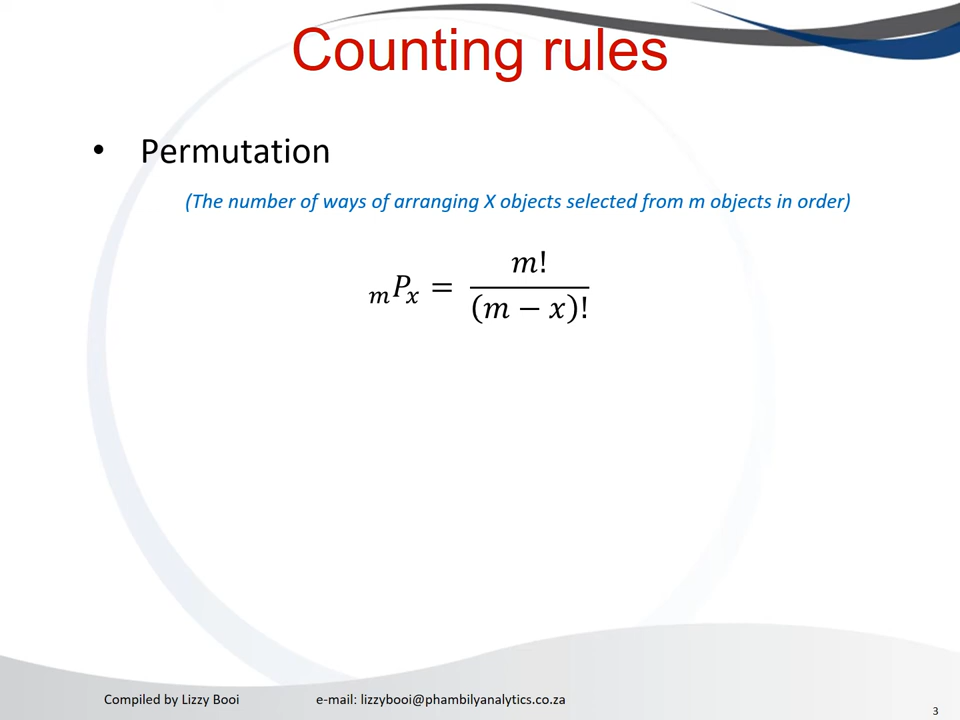 Counting rules
• Permutation
(The number of ways of arranging X objects selected from m objects in order)
ₘPₓ = m! / (m − x)!
Compiled by Lizzy Booi e-mail: lizzybooi@phambilyanalytics.co.za
3